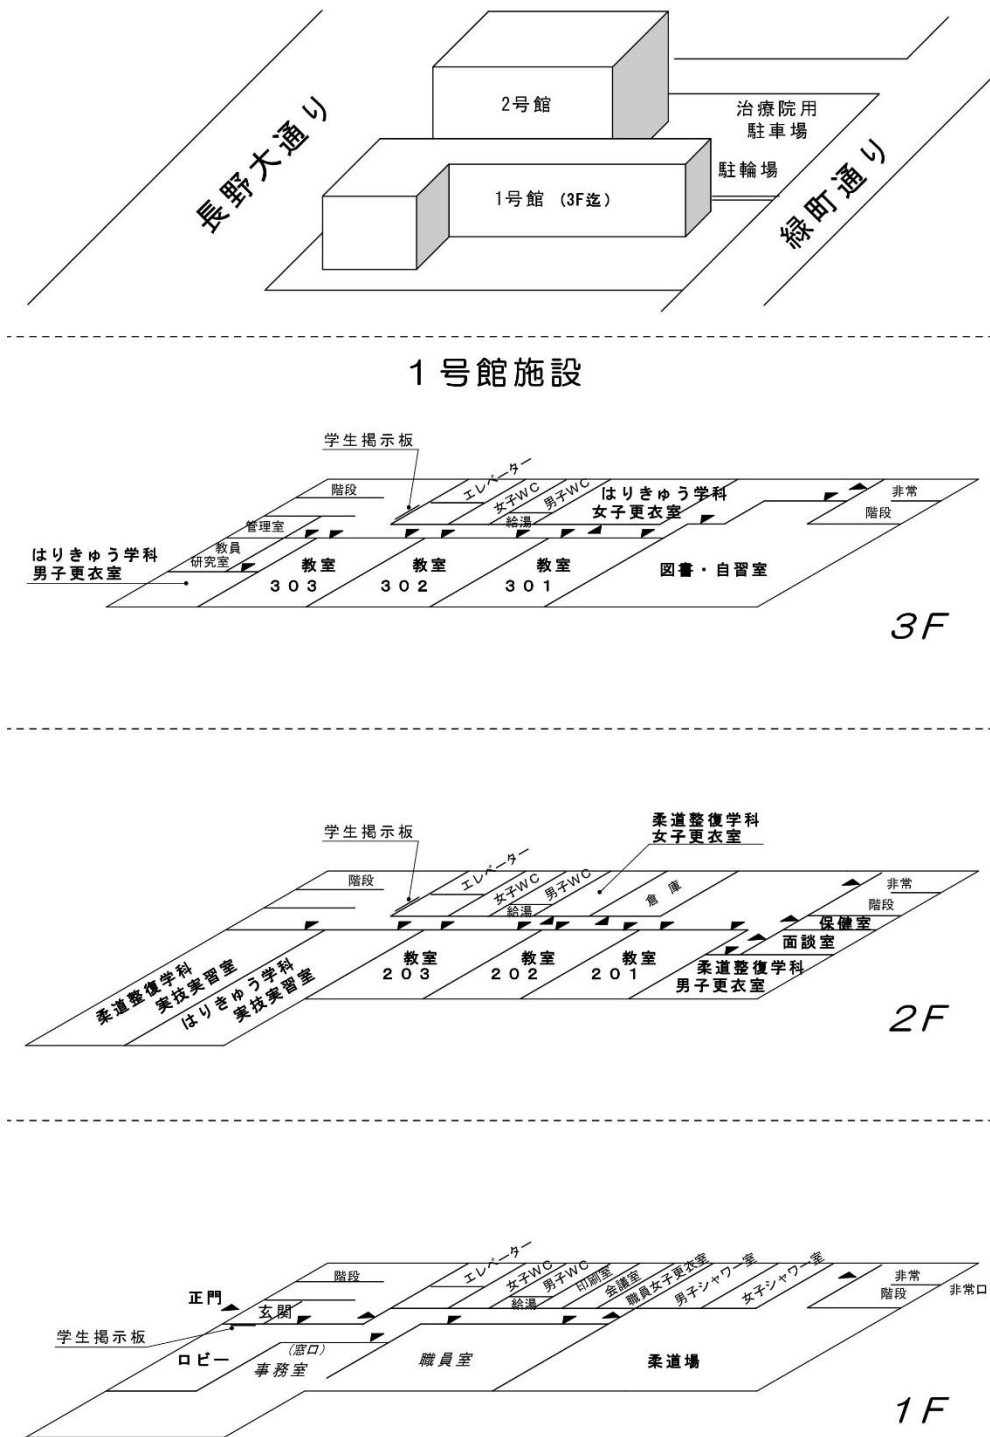 長野大通り
2号館
治療院用
駐車場
駐輪場
1号館 (3F迄)
緑町通り
1号館施設
学生掲示板
階段
エレベーター
女子WC
男子WC
給湯
はりきゅう学科
女子更衣室
非常
階段
管理室
教員
研究室
はりきゅう学科
男子更衣室
教室
303
教室
302
教室
301
図書・自習室
3F
学生掲示板
柔道整復学科
女子更衣室
階段
エレベーター
女子WC
男子WC
給湯
倉庫
非常
階段
保健室
面談室
柔道整復学科
男子更衣室
柔道整復学科
実技実習室
はりきゅう学科
実技実習室
教室
203
教室
202
教室
201
2F
正門
階段
エレベーター
女子WC
男子WC
給湯
印刷室
会議室
職員女子更衣室
男子シャワー室
女子シャワー室
非常
階段
非常口
玄関
学生掲示板
ロビー
(窓口)
事務室
職員室
柔道場
1F